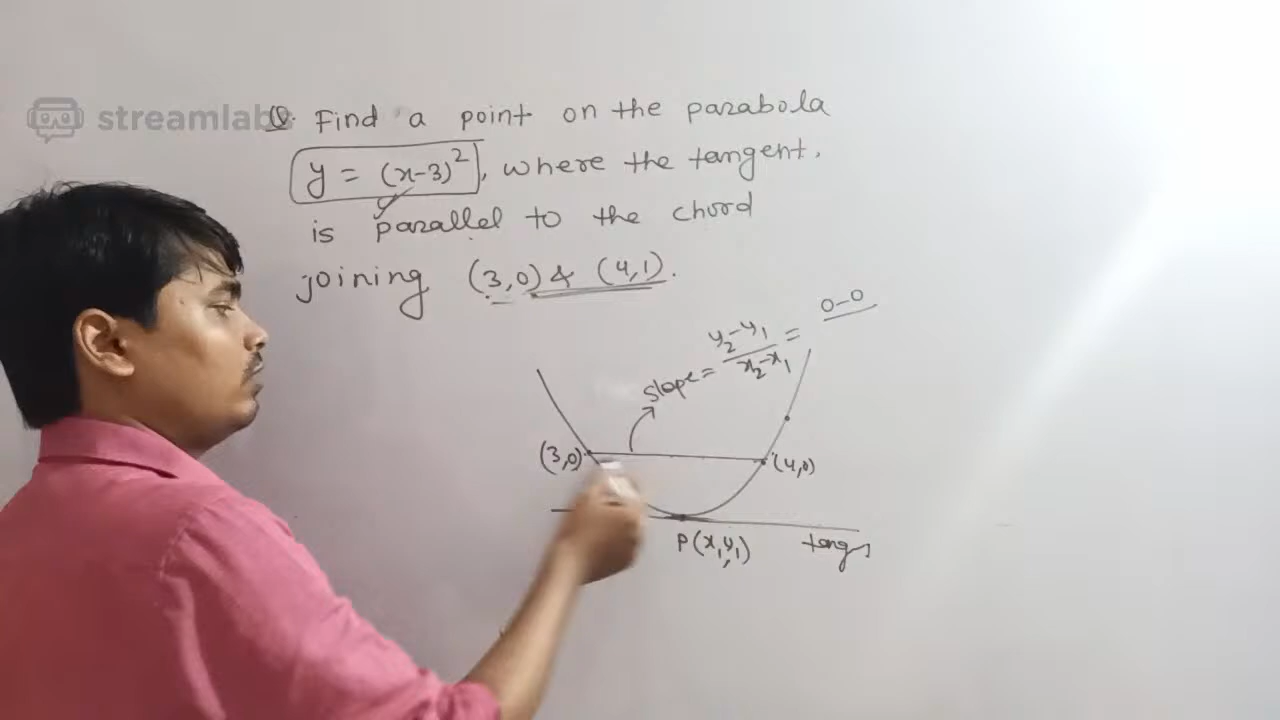 streamlabs
Q. Find a point on the parabola
y = (x-3)², where the tangent.
is parallel to the chord
joining (3,0) & (4,1).
slope = y₂-y₁/x₂-x₁ = 0-0
(3,0)
(4,0)
P(x₁,y₁)